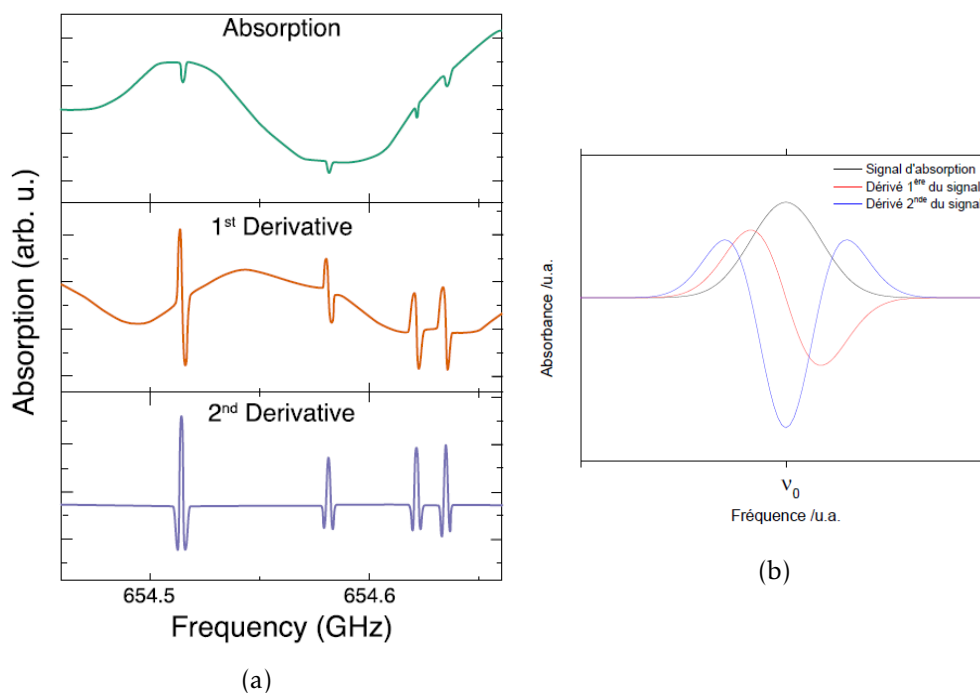 Absorption
1st Derivative
2nd Derivative
Absorption (arb. u.)
654.5 654.6
Frequency (GHz)
(a)
Signal d'absorption
Dérivé 1ère du signal
Dérivé 2nde du signal
Absorbance /u.a.
ν0
Fréquence /u.a.
(b)